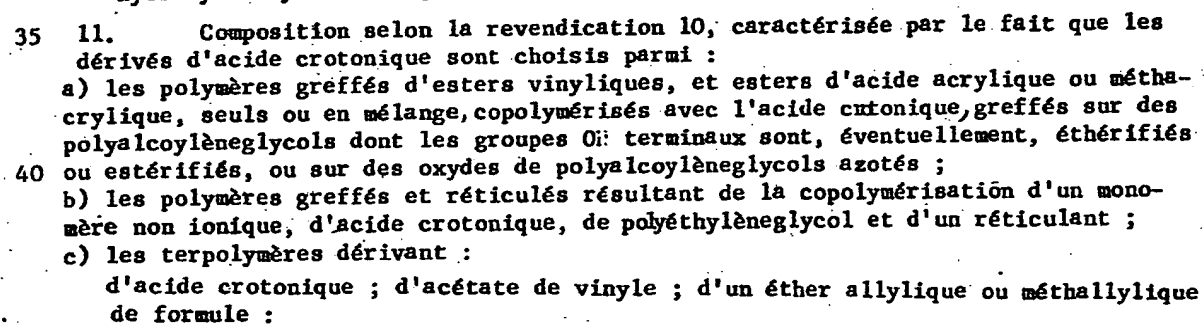 35 11. Composition selon la revendication 10, caractérisée par le fait que les
dérivés d'acide crotonique sont choisis parmi :
a) les polymères greffés d'esters vinyliques, et esters d'acide acrylique ou métha-
crylique, seuls ou en mélange, copolymérisés avec l'acide crotonique, greffés sur des
polyalcoylèneglycols dont les groupes OH terminaux sont, éventuellement, éthérifiés
40 ou estérifiés, ou sur des oxydes de polyalcoylèneglycols azotés ;
b) les polymères greffés et réticulés résultant de la copolymérisation d'un mono-
mère non ionique, d'acide crotonique, de polyéthylèneglycol et d'un réticulant ;
c) les terpolymères dérivant :
d'acide crotonique ; d'acétate de vinyle ; d'un éther allylique ou méthallylique
de formule :